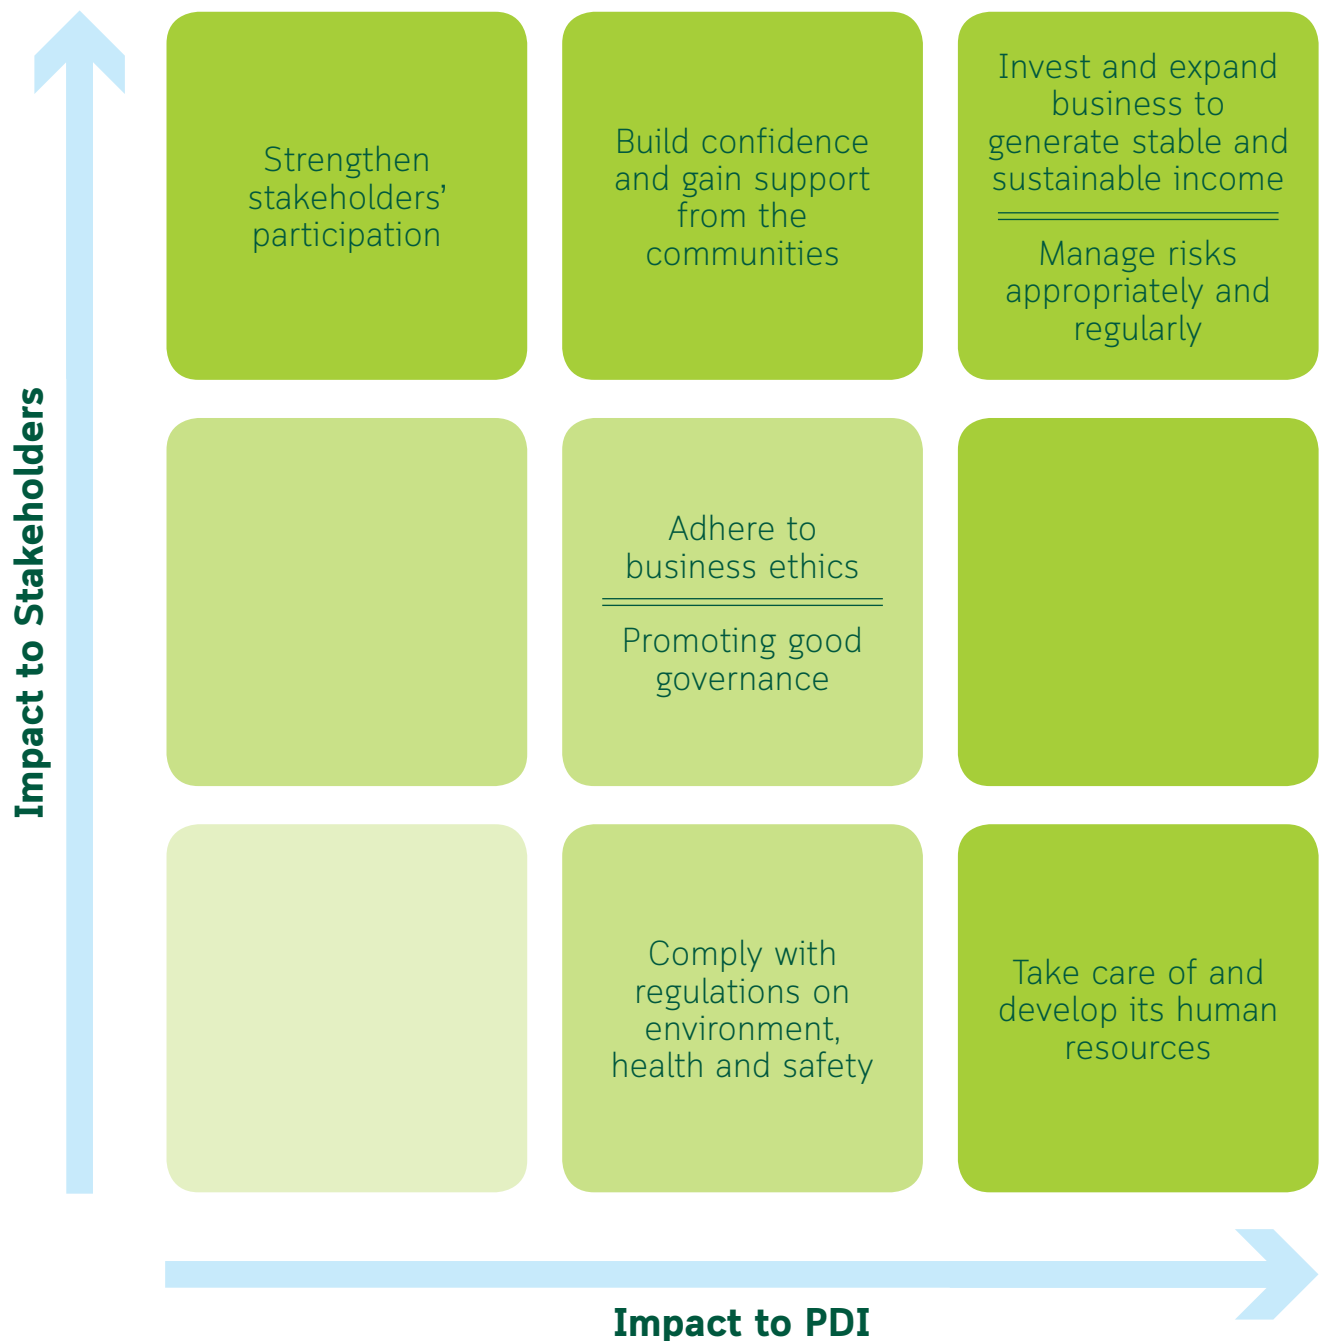 Strengthen
stakeholders’
participation
Build confidence
and gain support
from the
communities
Invest and expand
business to
generate stable and
sustainable income
Manage risks
appropriately and
regularly
Impact to Stakeholders
Adhere to
business ethics
Promoting good
governance
Comply with
regulations on
environment,
health and safety
Take care of and
develop its human
resources
Impact to PDI